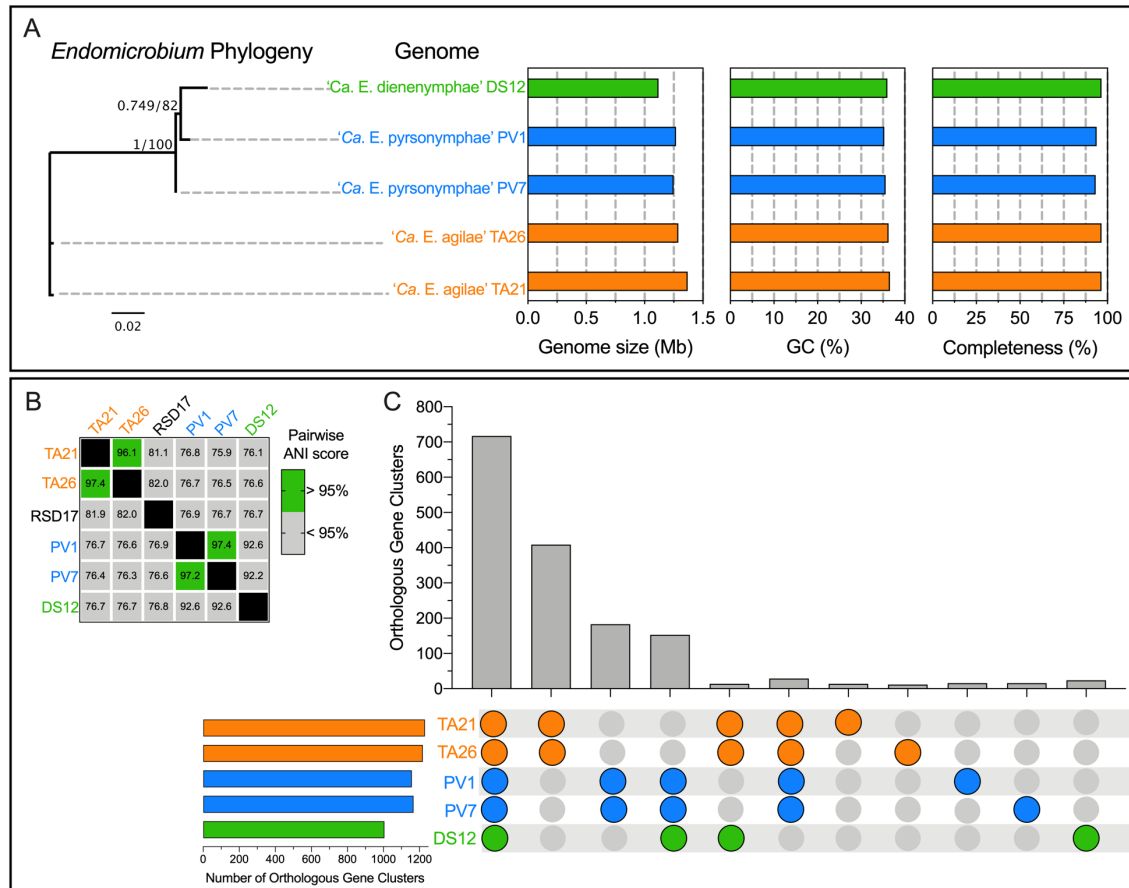 A
Endomicrobium Phylogeny
Genome
0.749/82
1/100
0.02
'Ca. E. dienenymphae' DS12
'Ca. E. pyrsonymphae' PV1
'Ca. E. pyrsonymphae' PV7
'Ca. E. agilae' TA26
'Ca. E. agilae' TA21
0.0 0.5 1.0 1.5
Genome size (Mb)
0 10 20 30 40
GC (%)
0 25 50 75 100
Completeness (%)
B
TA21 TA26 RSD17 PV1 PV7 DS12
TA21 96.1 81.1 76.8 75.9 76.1
TA26 97.4 82.0 76.7 76.5 76.6
RSD17 81.9 82.0 76.9 76.7 76.7
PV1 76.7 76.6 76.9 97.4 92.6
PV7 76.4 76.3 76.6 97.2 92.2
DS12 76.7 76.7 76.8 92.6 92.6
Pairwise
ANI score
> 95%
< 95%
C
Orthologous Gene Clusters
800
700
600
500
400
300
200
100
0
TA21
TA26
PV1
PV7
DS12
0 200 400 600 800 1000 1200
Number of Orthologous Gene Clusters